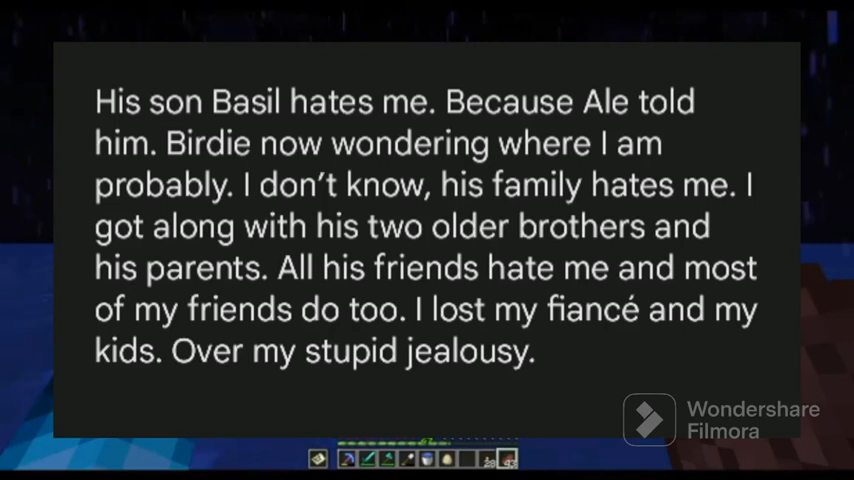 His son Basil hates me. Because Ale told
him. Birdie now wondering where I am
probably. I don't know, his family hates me. I
got along with his two older brothers and
his parents. All his friends hate me and most
of my friends do too. I lost my fiancé and my
kids. Over my stupid jealousy.
Wondershare
Filmora
28